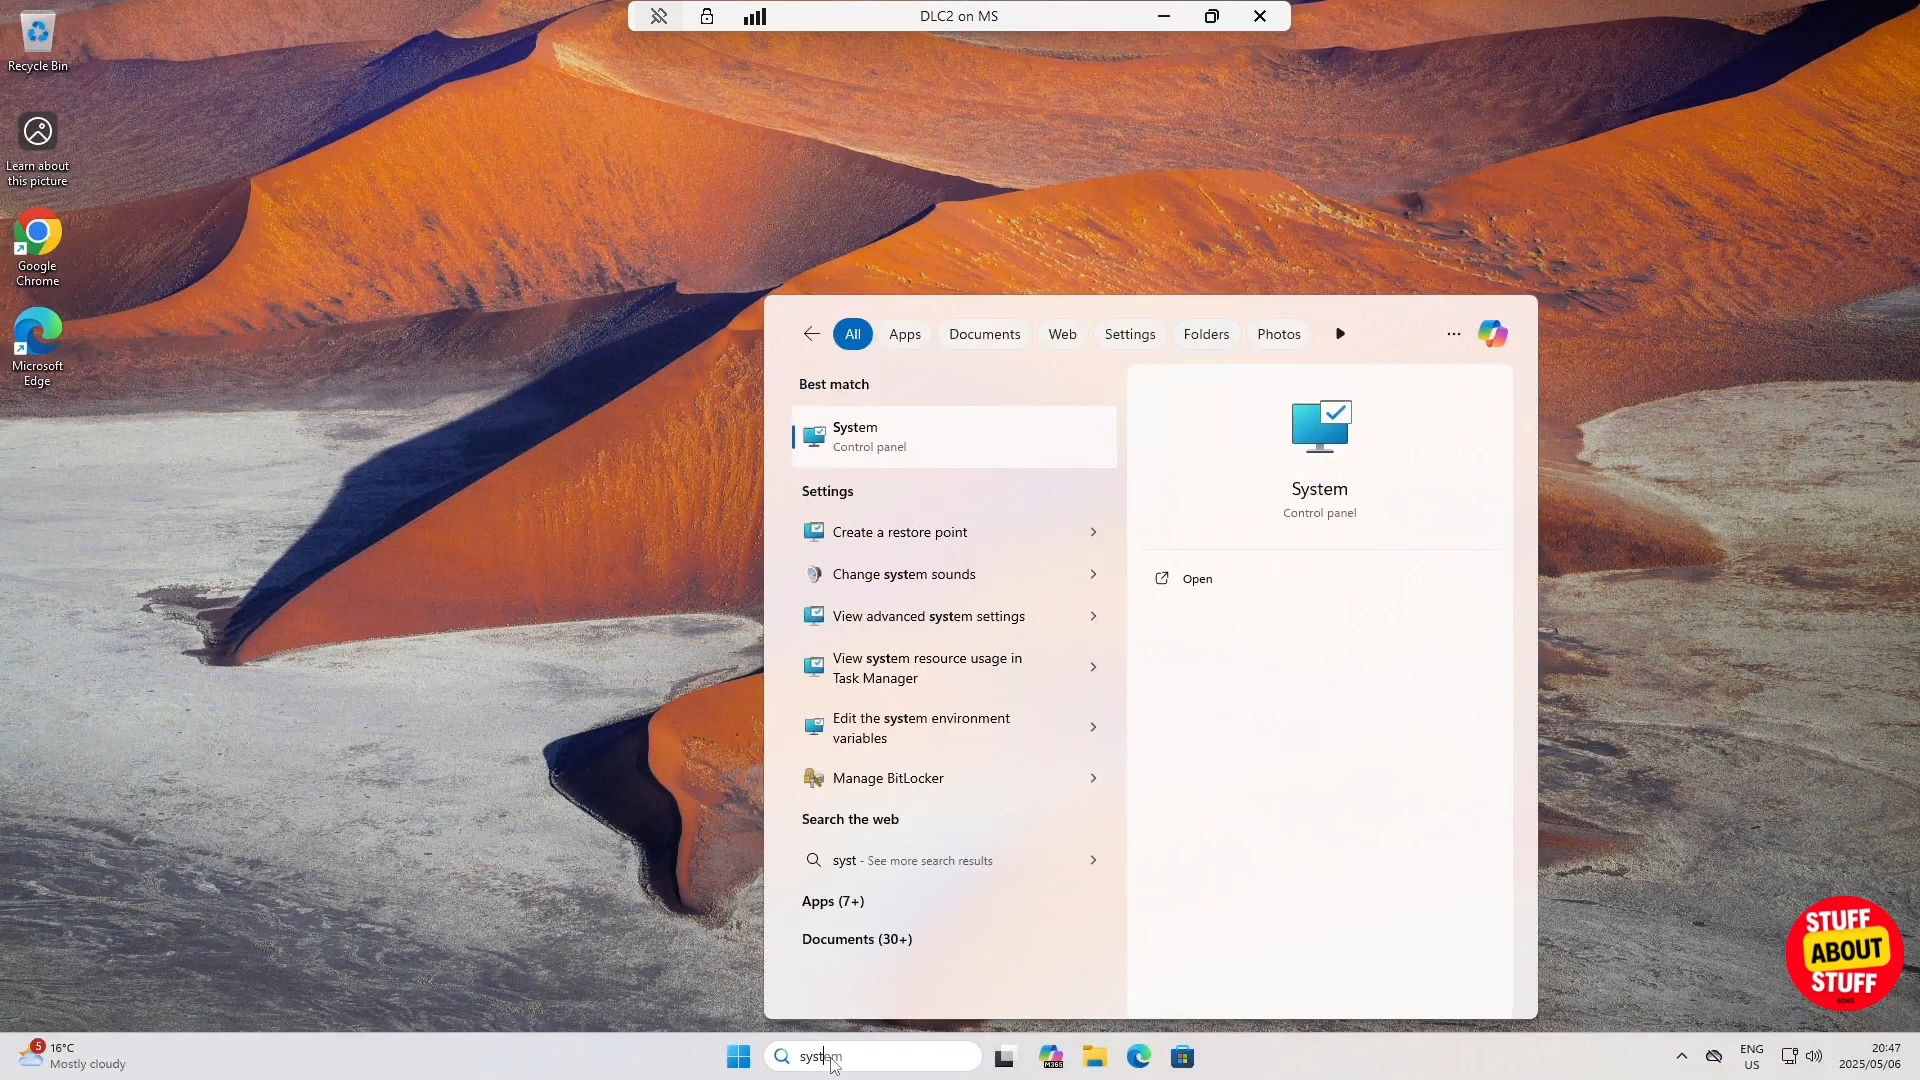 DLC2 on MS
Recycle Bin
Learn about
this picture
Google
Chrome
Microsoft
Edge
All
Apps
Documents
Web
Settings
Folders
Photos
Best match
System
Control panel
Settings
Create a restore point
Change system sounds
View advanced system settings
View system resource usage in
Task Manager
Edit the system environment
variables
Manage BitLocker
Search the web
syst - See more search results
Apps (7+)
Documents (30+)
System
Control panel
Open
STUFF
ABOUT
STUFF
4045
5
16°C
Mostly cloudy
system
M365
ENG
US
20:47
2025/05/06